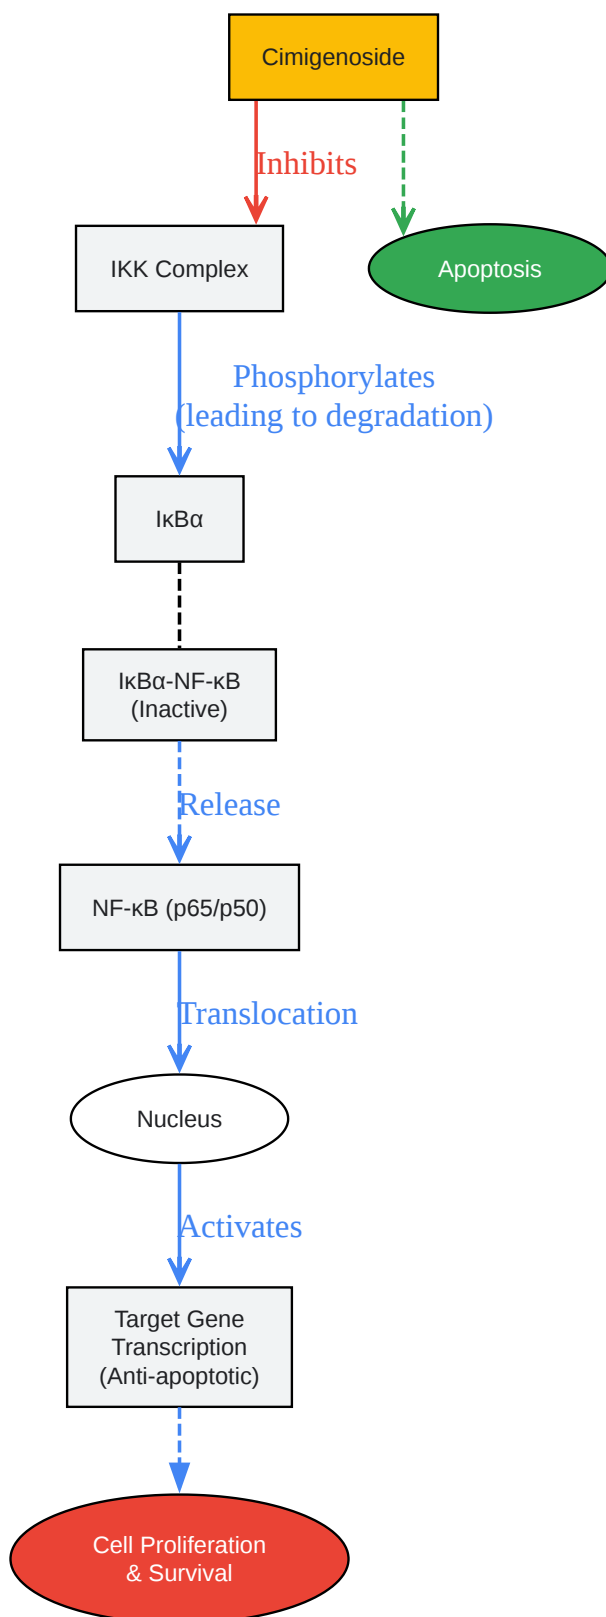 Cimigenoside
Inhibits
IKK Complex
Apoptosis
Phosphorylates
(leading to degradation)
IκBα
IκBα-NF-κB
(Inactive)
Release
NF-κB (p65/p50)
Translocation
Nucleus
Activates
Target Gene
Transcription
(Anti-apoptotic)
Cell Proliferation
& Survival